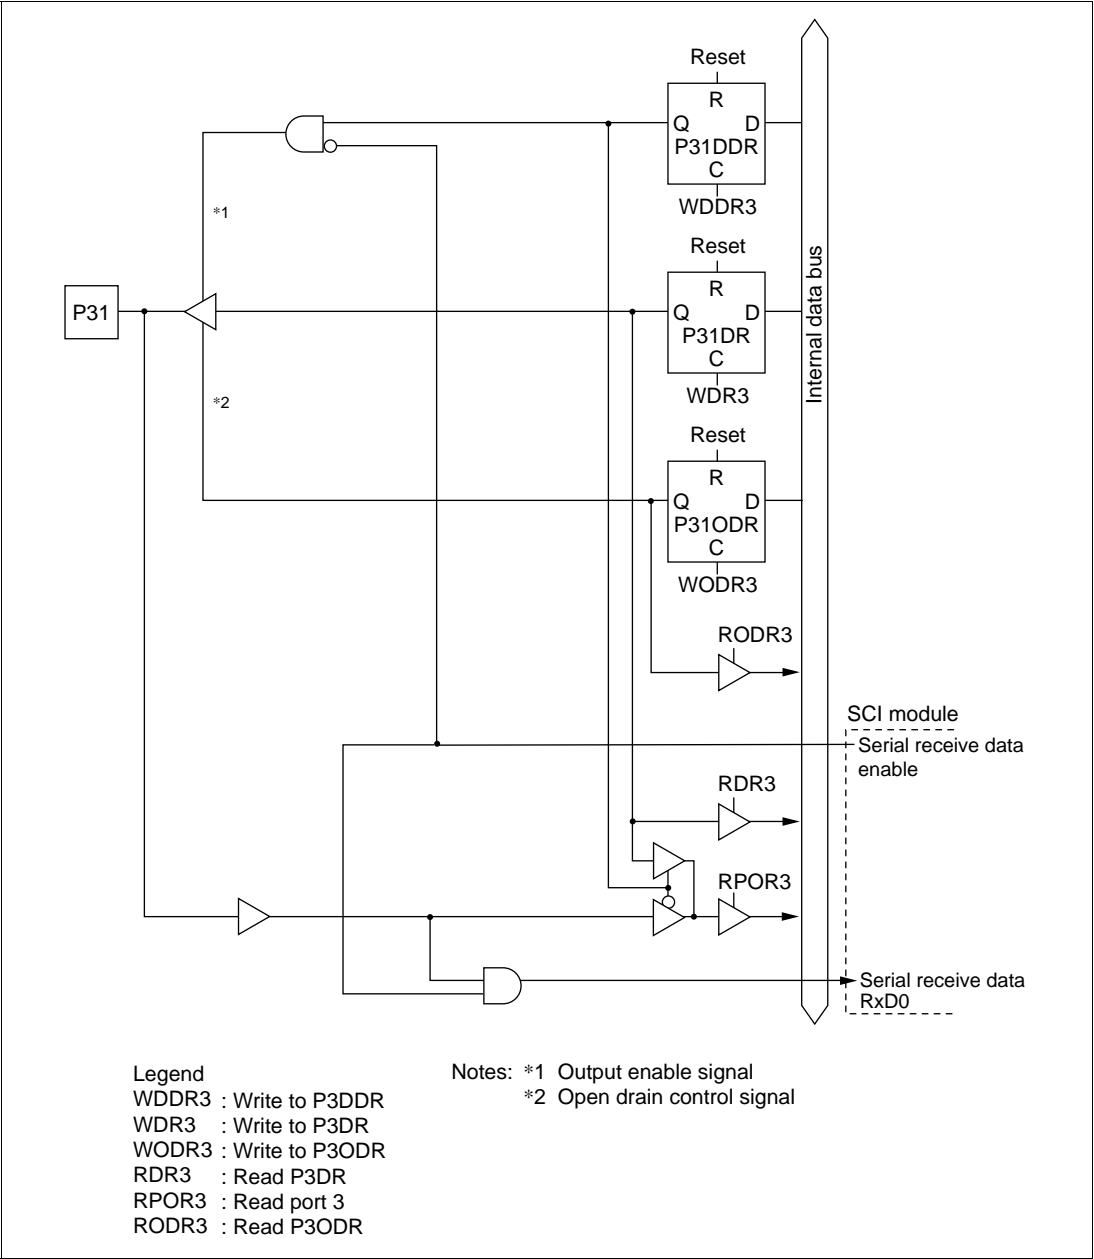 Reset
R
Q D
P31DDR
C
WDDR3
*1
Reset
R
P31
Q D
P31DR
C
WDR3
Internal data bus
*2
Reset
R
Q D
P31ODR
C
WODR3
RODR3
SCI module
Serial receive data
enable
RDR3
RPOR3
Serial receive data
RxD0
Legend
WDDR3 : Write to P3DDR
WDR3 : Write to P3DR
WODR3 : Write to P3ODR
RDR3 : Read P3DR
RPOR3 : Read port 3
RODR3 : Read P3ODR
Notes: *1 Output enable signal
*2 Open drain control signal